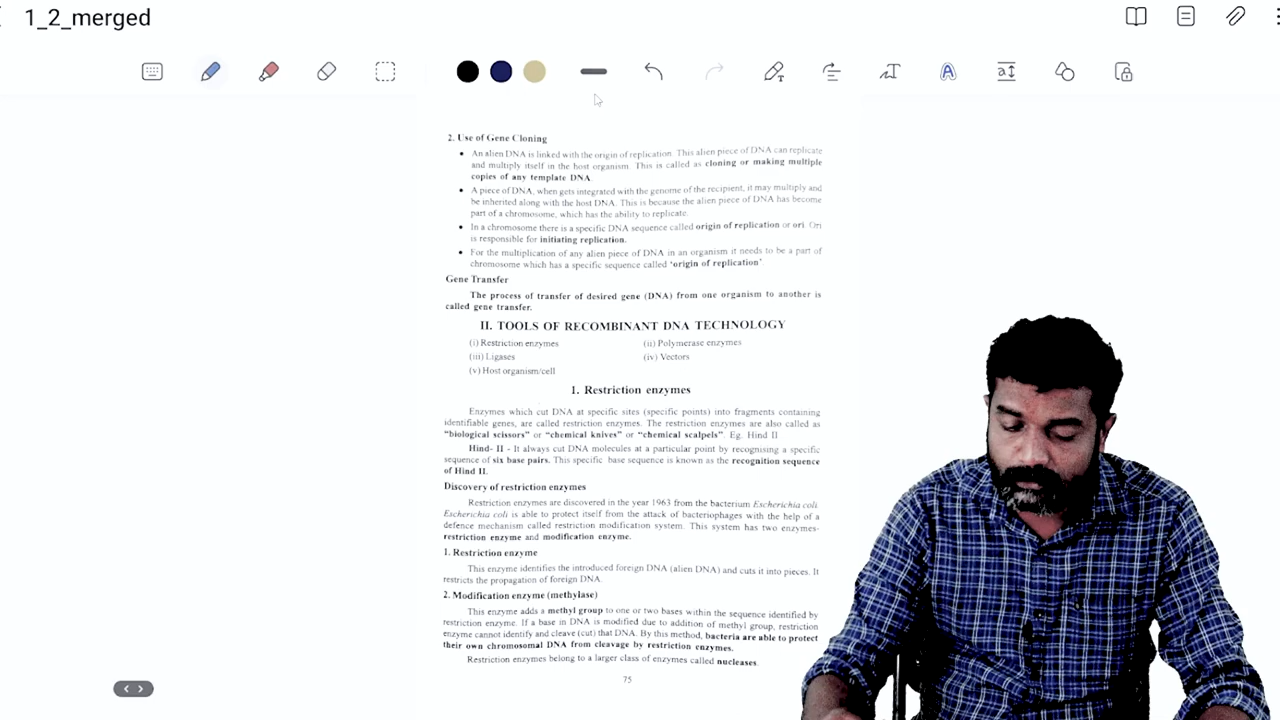 1_2_merged
2. Use of Gene Cloning
• An alien DNA is linked with the origin of replication. This alien piece of DNA can replicate
and multiply itself in the host organism. This is called as cloning or making multiple
copies of any template DNA.
• A piece of DNA, when gets integrated with the genome of the recipient, it may multiply and
be inherited along with the host DNA. This is because the alien piece of DNA has become
part of a chromosome, which has the ability to replicate.
• In a chromosome there is a specific DNA sequence called origin of replication or ori. Ori
is responsible for initiating replication.
• For the multiplication of any alien piece of DNA in an organism it needs to be a part of
chromosome which has a specific sequence called 'origin of replication'
Gene Transfer
The process of transfer of desired gene (DNA) from one organism to another is
called gene transfer.
II. TOOLS OF RECOMBINANT DNA TECHNOLOGY
(i) Restriction enzymes (ii) Polymerase enzymes
(iii) Ligases (iv) Vectors
(v) Host organism/cell
1. Restriction enzymes
Enzymes which cut DNA at specific sites (specific points) into fragments containing
identifiable genes, are called restriction enzymes. The restriction enzymes are also called as
"biological scissors" or "chemical knives" or "chemical scalpels". Eg. Hind II
Hind- II - It always cut DNA molecules at a particular point by recognising a specific
sequence of six base pairs. This specific base sequence is known as the recognition sequence
of Hind II.
Discovery of restriction enzymes
Restriction enzymes are discovered in the year 1963 from the bacterium Escherichia coli
Escherichia coli is able to protect itself from the attack of bacteriophages with the help of a
defence mechanism called restriction modification system. This system has two enzymes-
restriction enzyme and modification enzyme.
1. Restriction enzyme
This enzyme identifies the introduced foreign DNA (alien DNA) and cuts it into pieces. It
restricts the propagation of foreign DNA.
2. Modification enzyme (methylase)
This enzyme adds a methyl group to one or two bases within the sequence identified by
restriction enzyme. If a base in DNA is modified due to addition of methyl group, restriction
enzyme cannot identify and cleave (cut) that DNA. By this method, bacteria are able to protect
their own chromosomal DNA from cleavage by restriction enzymes.
Restriction enzymes belong to a larger class of enzymes called nucleases.
75